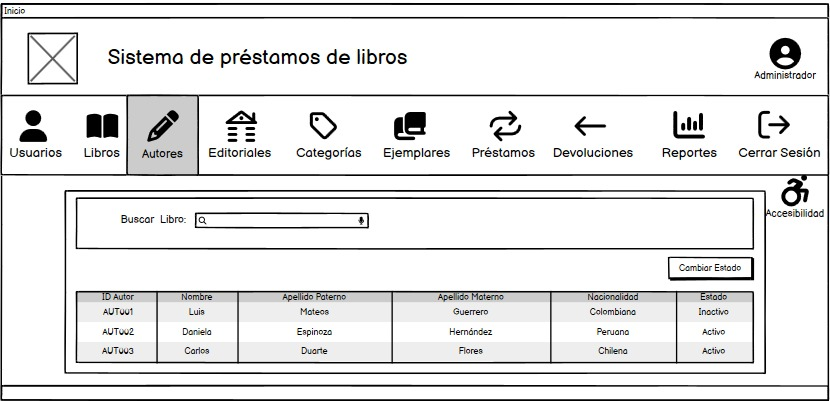 Inicio
Sistema de préstamos de libros
Administrador
Usuarios Libros Autores Editoriales Categorías Ejemplares Préstamos Devoluciones Reportes Cerrar Sesión
Accesibilidad
Buscar Libro:
Cambiar Estado
ID Autor Nombre Apellido Paterno Apellido Materno Nacionalidad Estado
AUT001 Luis Mateos Guerrero Colombiana Inactivo
AUT002 Daniela Espinoza Hernández Peruana Activo
AUT003 Carlos Duarte Flores Chilena Activo